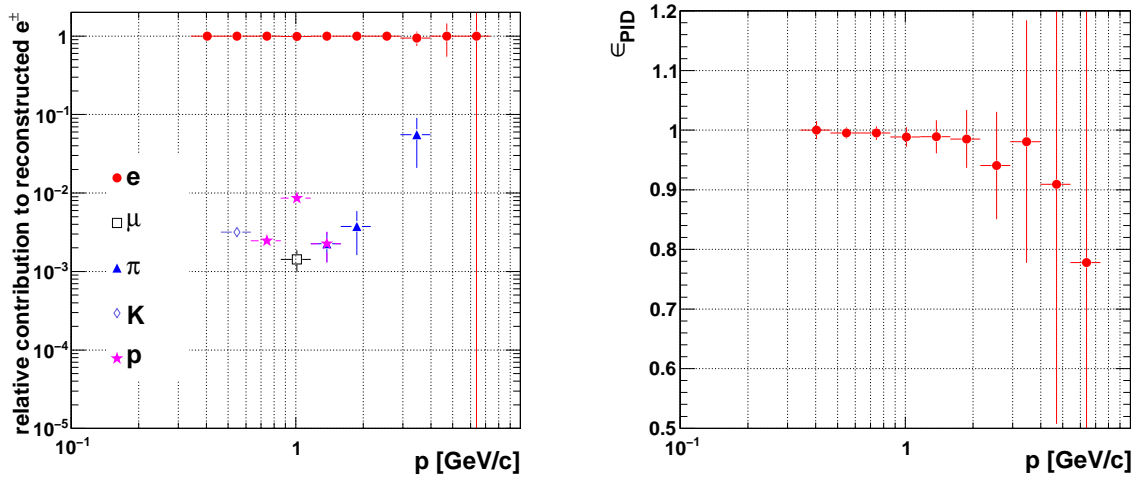 relative contribution to reconstructed e±
1
10⁻¹
10⁻²
10⁻³
10⁻⁴
10⁻⁵
e
μ
π
K
p
10⁻¹
1
p [GeV/c]
∈PID
1.2
1.1
1
0.9
0.8
0.7
0.6
0.5
10⁻¹
1
p [GeV/c]